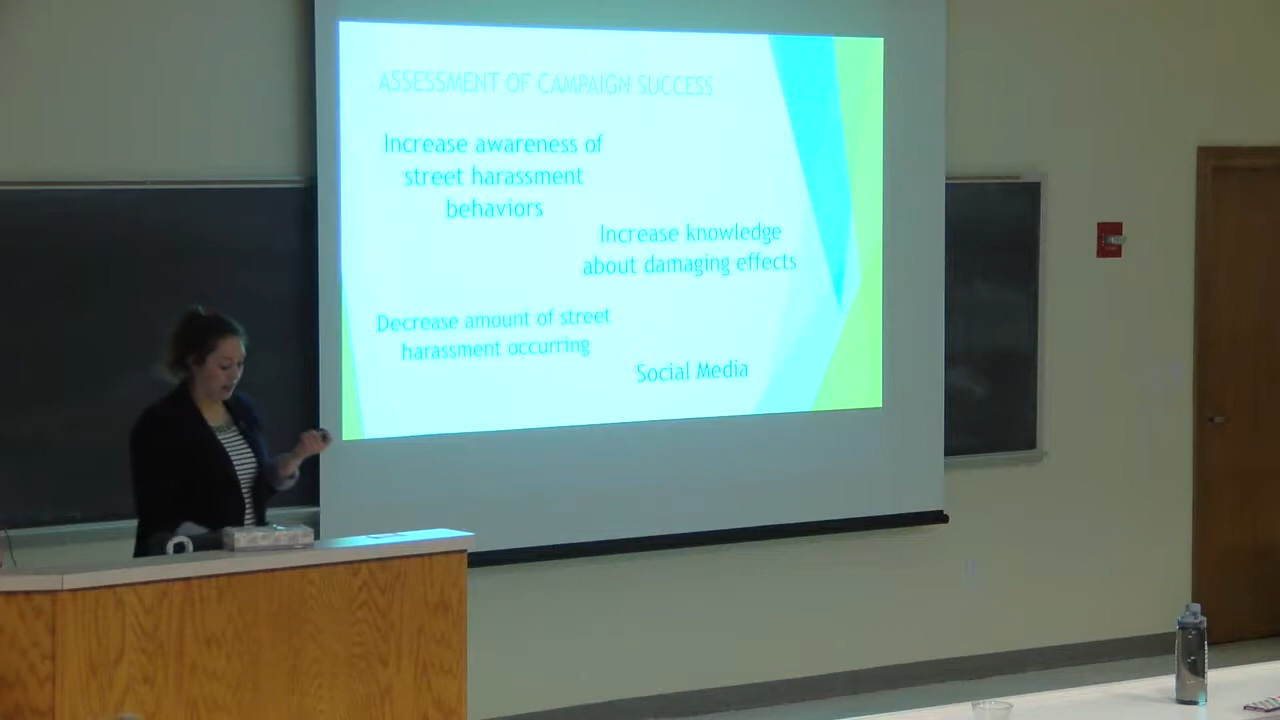 ASSESSMENT OF CAMPAIGN SUCCESS
Increase awareness of
street harassment
behaviors
Increase knowledge
about damaging effects
Decrease amount of street
harassment occurring
Social Media